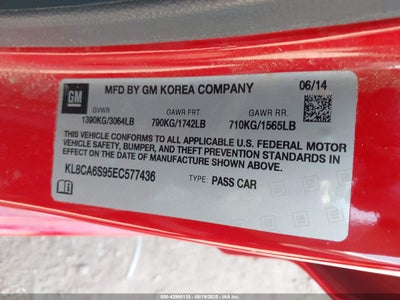 GM
MFD BY GM KOREA COMPANY
06/14
GVWR GAWR FRT. GAWR RR.
1390KG/3064LB 790KG/1742LB 710KG/1565LB
THIS VEHICLE CONFORMS TO ALL APPLICABLE U.S. FEDERAL MOTOR
VEHICLE SAFETY, BUMPER, AND THEFT PREVENTION STANDARDS IN
EFFECT ON THE DATE OF MANUFACTURE SHOWN ABOVE.
KL8CA6S95EC577436 TYPE: PASS CAR